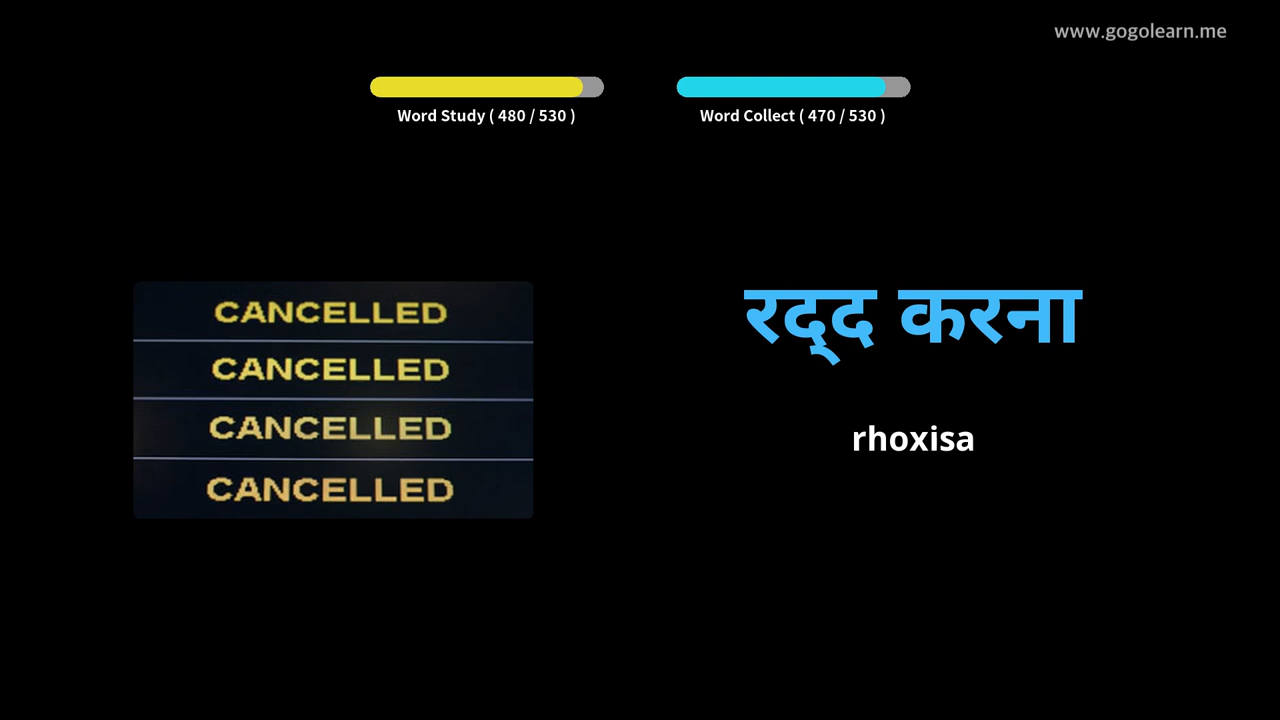 www.gogolearn.me
Word Study ( 480 / 530 )
Word Collect ( 470 / 530 )
CANCELLED
CANCELLED
CANCELLED
CANCELLED
रद्द करना
rhoxisa